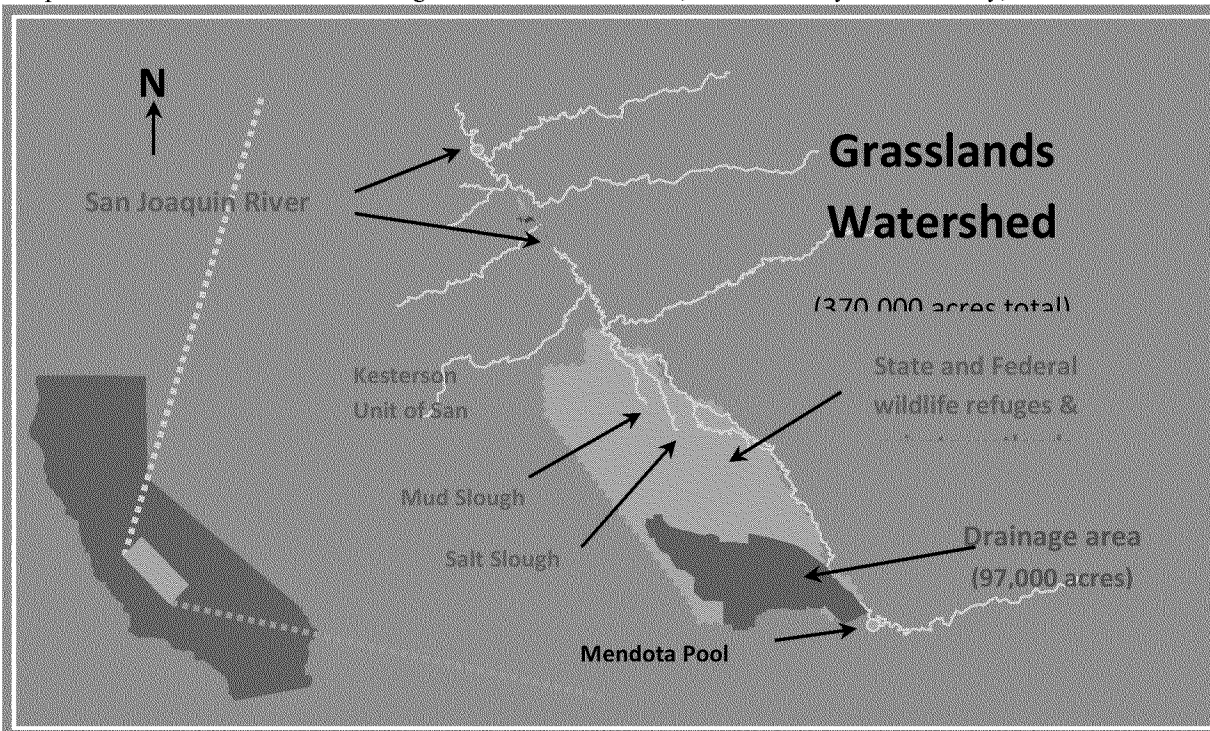 N
Grasslands
Watershed
(370,000 acres total)
San Joaquin River
Kesterson
Unit of San
State and Federal
wildlife refuges &
Mud Slough
Salt Slough
Drainage area
(97,000 acres)
Mendota Pool